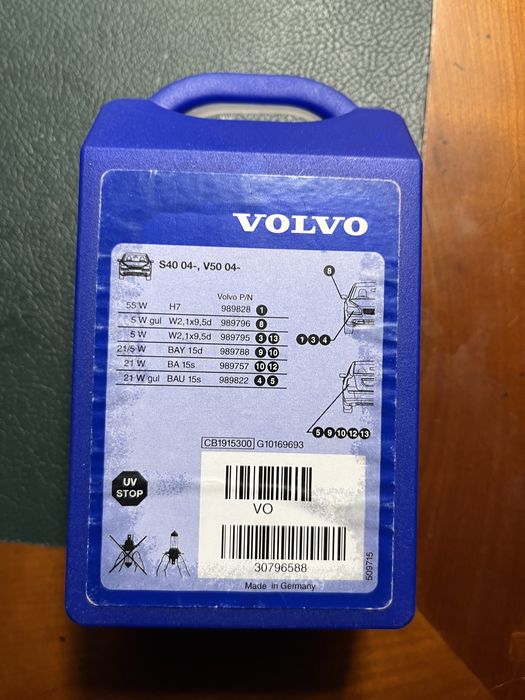 VOLVO
S40 04-, V50 04-
Volvo P/N
55 W H7 989828 1
5 W gul W2,1x9,5d 989796 8
5 W W2,1x9,5d 989795 3 13
21/5 W BAY 15d 989788 9 10
21 W BA 15s 989757 10 12
21 W gul BAU 15s 989822 4 5
8
1 3 4
5 9 10 12 13
CB1915300 G10169693
UV
STOP
VO
30796588
Made in Germany
509715